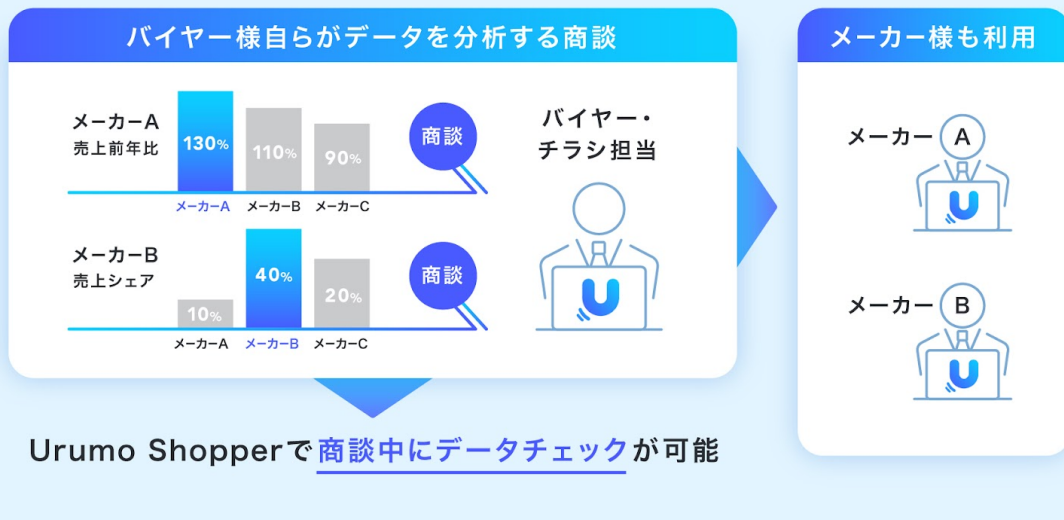 バイヤー様自らがデータを分析する商談
メーカーA
売上前年比
130%
110%
90%
メーカーA
メーカーB
メーカーC
商談
メーカーB
売上シェア
10%
40%
20%
メーカーA
メーカーB
メーカーC
商談
バイヤー・
チラシ担当
U
Urumo Shopperで商談中にデータチェックが可能
メーカー様も利用
メーカー A
U
メーカー B
U